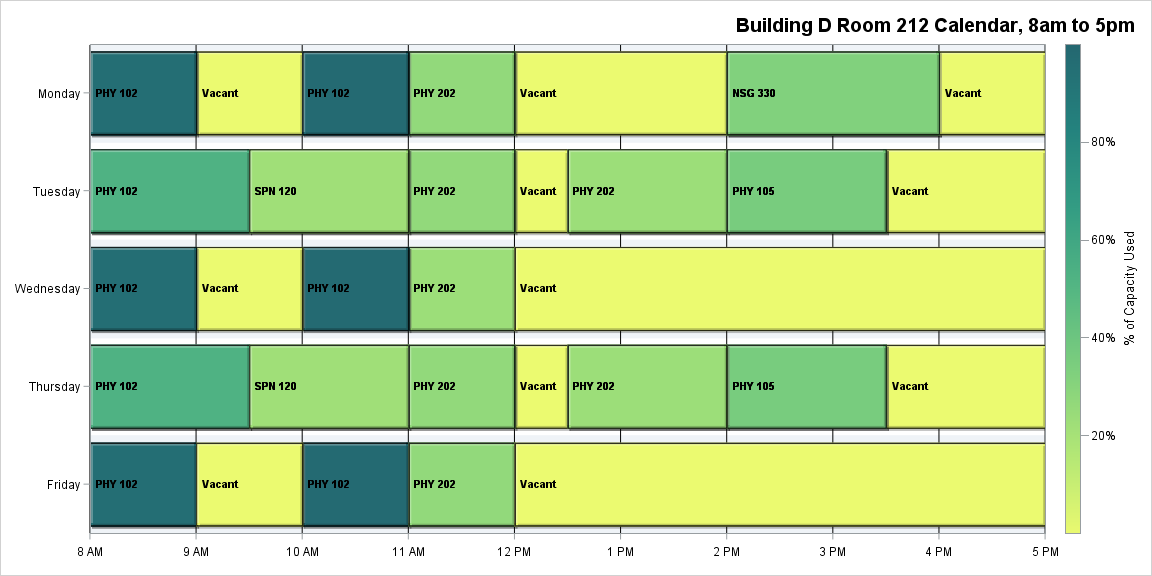 Building D Room 212 Calendar, 8am to 5pm
Monday
PHY 102
Vacant
PHY 102
PHY 202
Vacant
NSG 330
Vacant
Tuesday
PHY 102
SPN 120
PHY 202
Vacant
PHY 202
PHY 105
Vacant
Wednesday
PHY 102
Vacant
PHY 102
PHY 202
Vacant
Thursday
PHY 102
SPN 120
PHY 202
Vacant
PHY 202
PHY 105
Vacant
Friday
PHY 102
Vacant
PHY 102
PHY 202
Vacant
8 AM
9 AM
10 AM
11 AM
12 PM
1 PM
2 PM
3 PM
4 PM
5 PM
80%
60%
40%
20%
% of Capacity Used